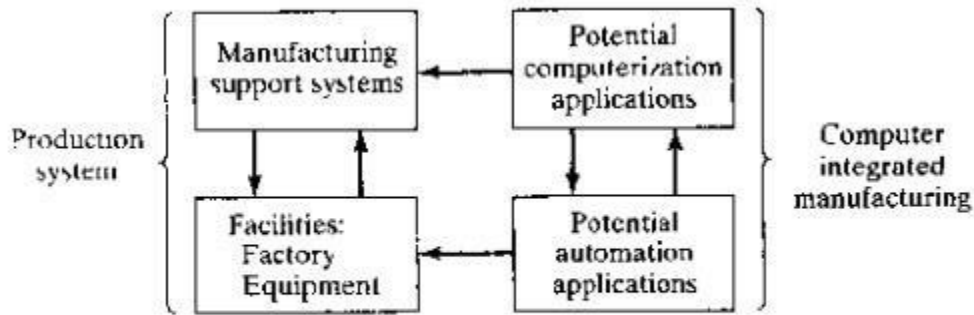 Manufacturing
support systems
Potential
computerization
applications
Production
system
Computer
integrated
manufacturing
Facilities:
Factory
Equipment
Potential
automation
applications